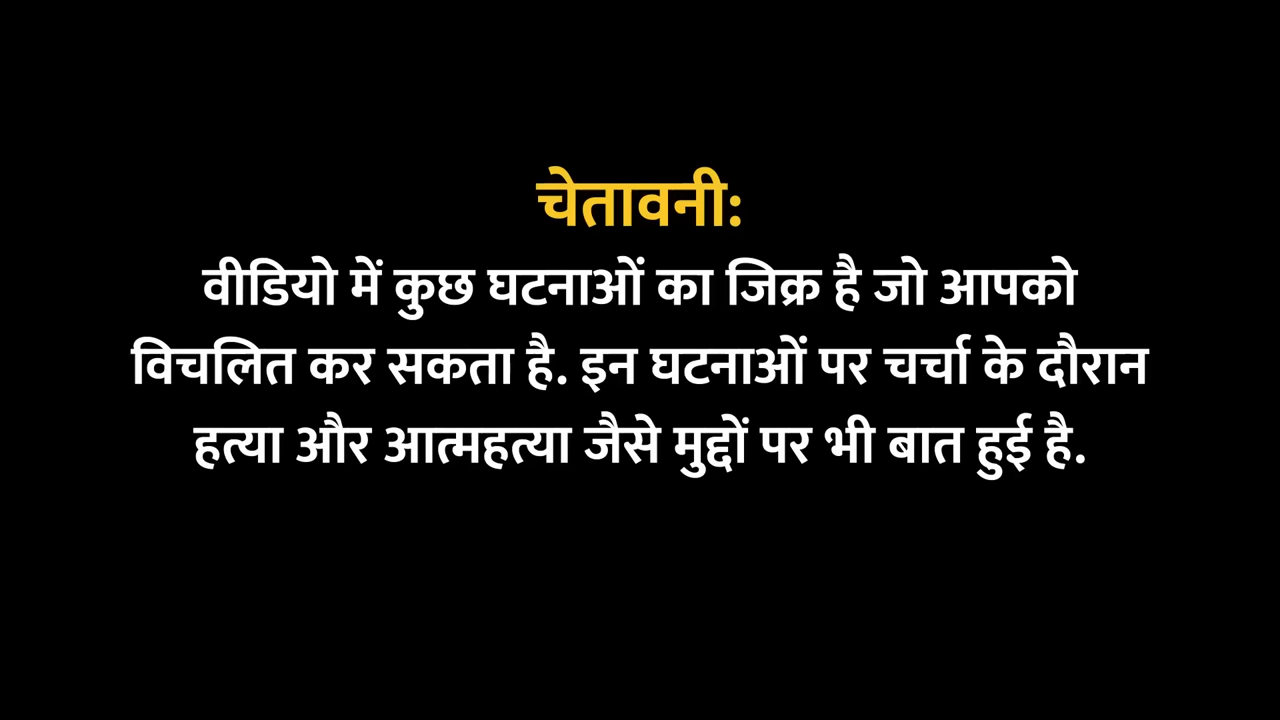 चेतावनी:
वीडियो में कुछ घटनाओं का जिक्र है जो आपको
विचलित कर सकता है. इन घटनाओं पर चर्चा के दौरान
हत्या और आत्महत्या जैसे मुद्दों पर भी बात हुई है.